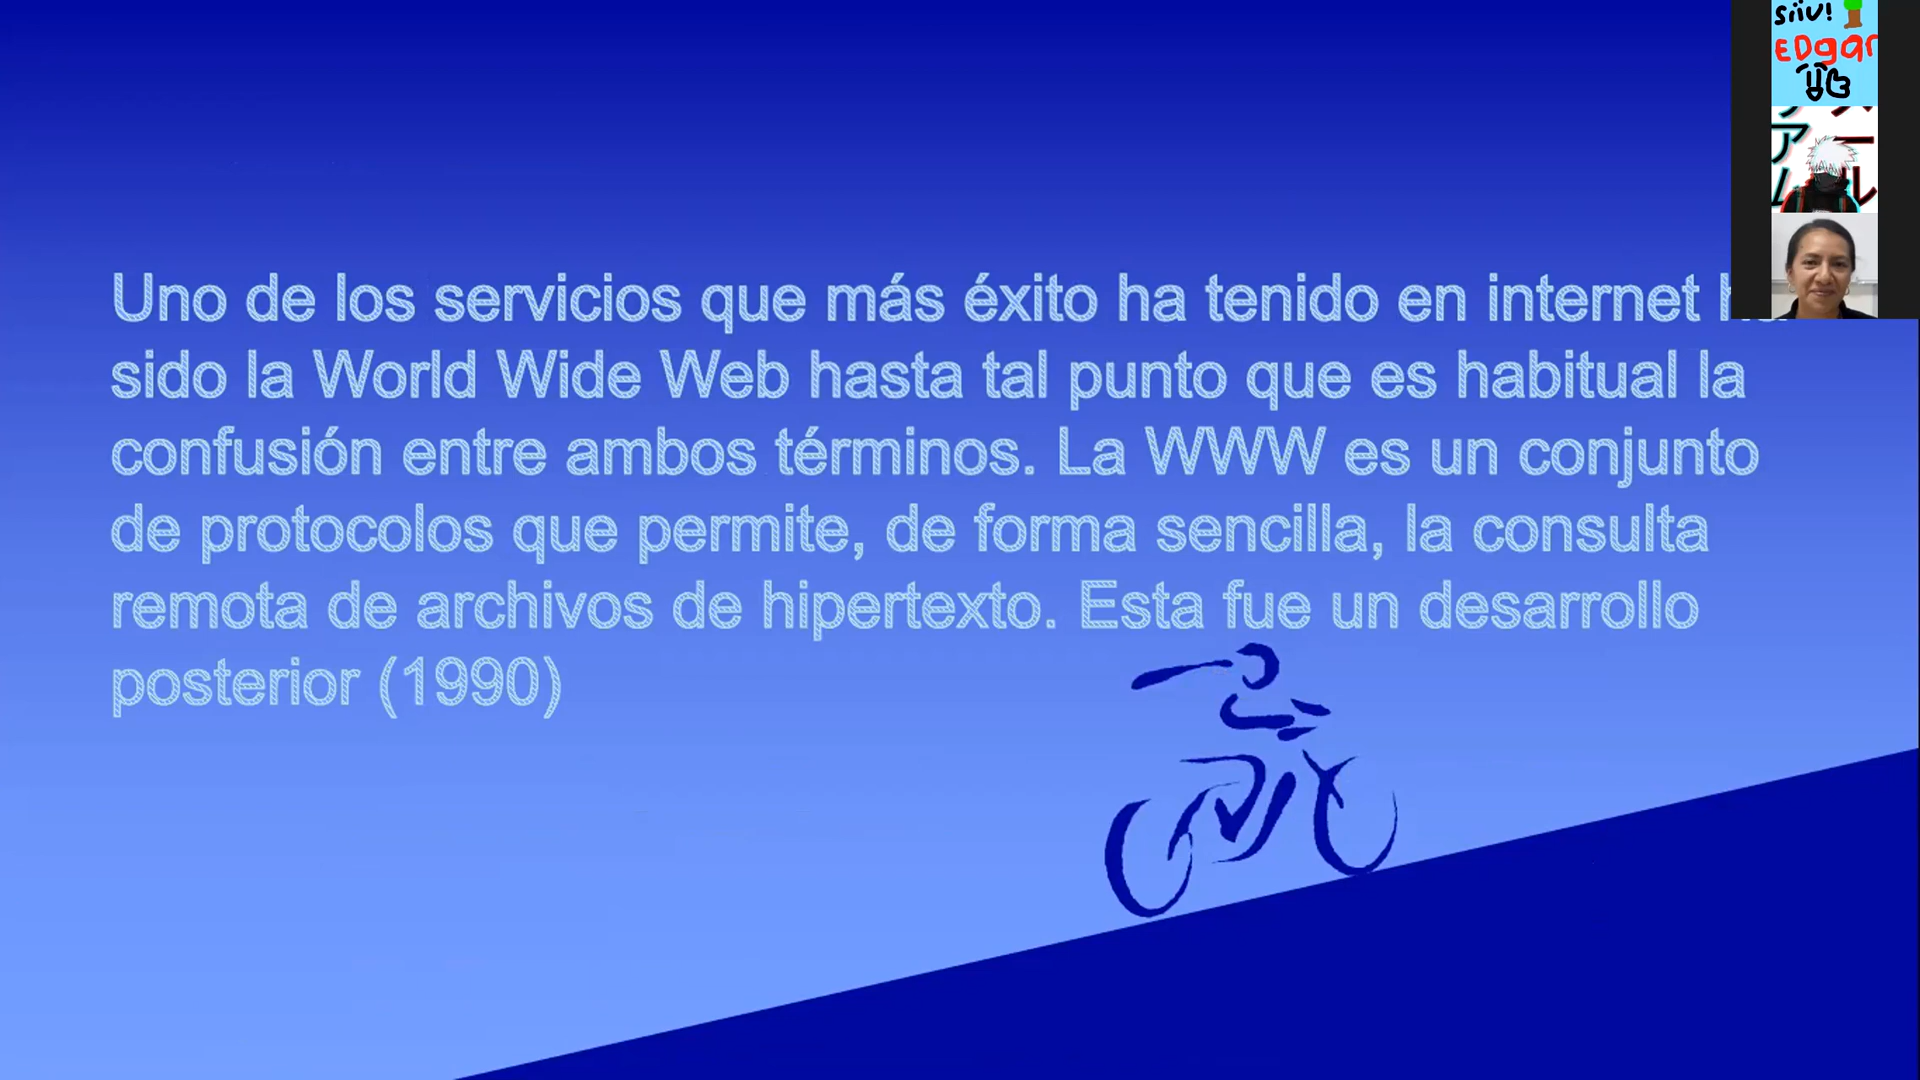 Uno de los servicios que más éxito ha tenido en internet
sido la World Wide Web hasta tal punto que es habitual la
confusión entre ambos términos. La WWW es un conjunto
de protocolos que permite, de forma sencilla, la consulta
remota de archivos de hipertexto. Esta fue un desarrollo
posterior (1990)
siiu!
EDgar